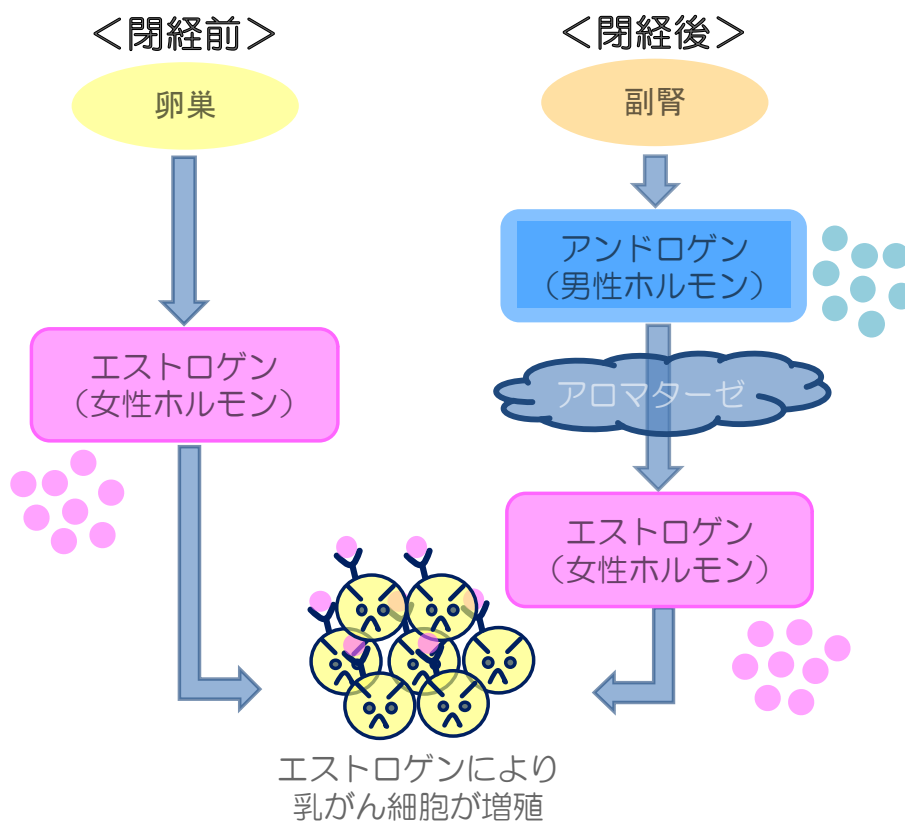 ＜閉経前＞
卵巣
エストロゲン
（女性ホルモン）
＜閉経後＞
副腎
アンドロゲン
（男性ホルモン）
アロマターゼ
エストロゲン
（女性ホルモン）
エストロゲンにより
乳がん細胞が増殖